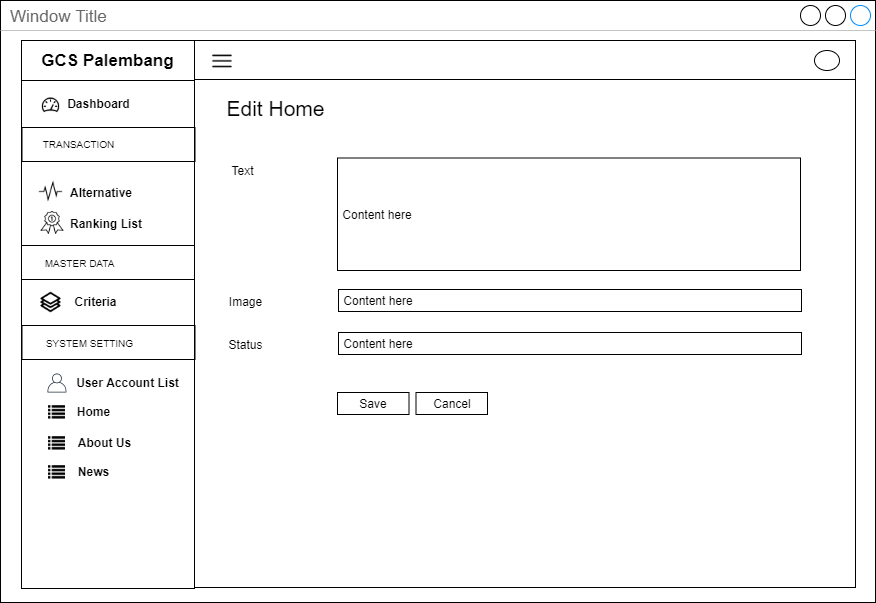 Window Title
GCS Palembang
Dashboard
TRANSACTION
Alternative
Ranking List
MASTER DATA
Criteria
SYSTEM SETTING
User Account List
Home
About Us
News
Edit Home
Text
Content here
Image
Content here
Status
Content here
Save
Cancel